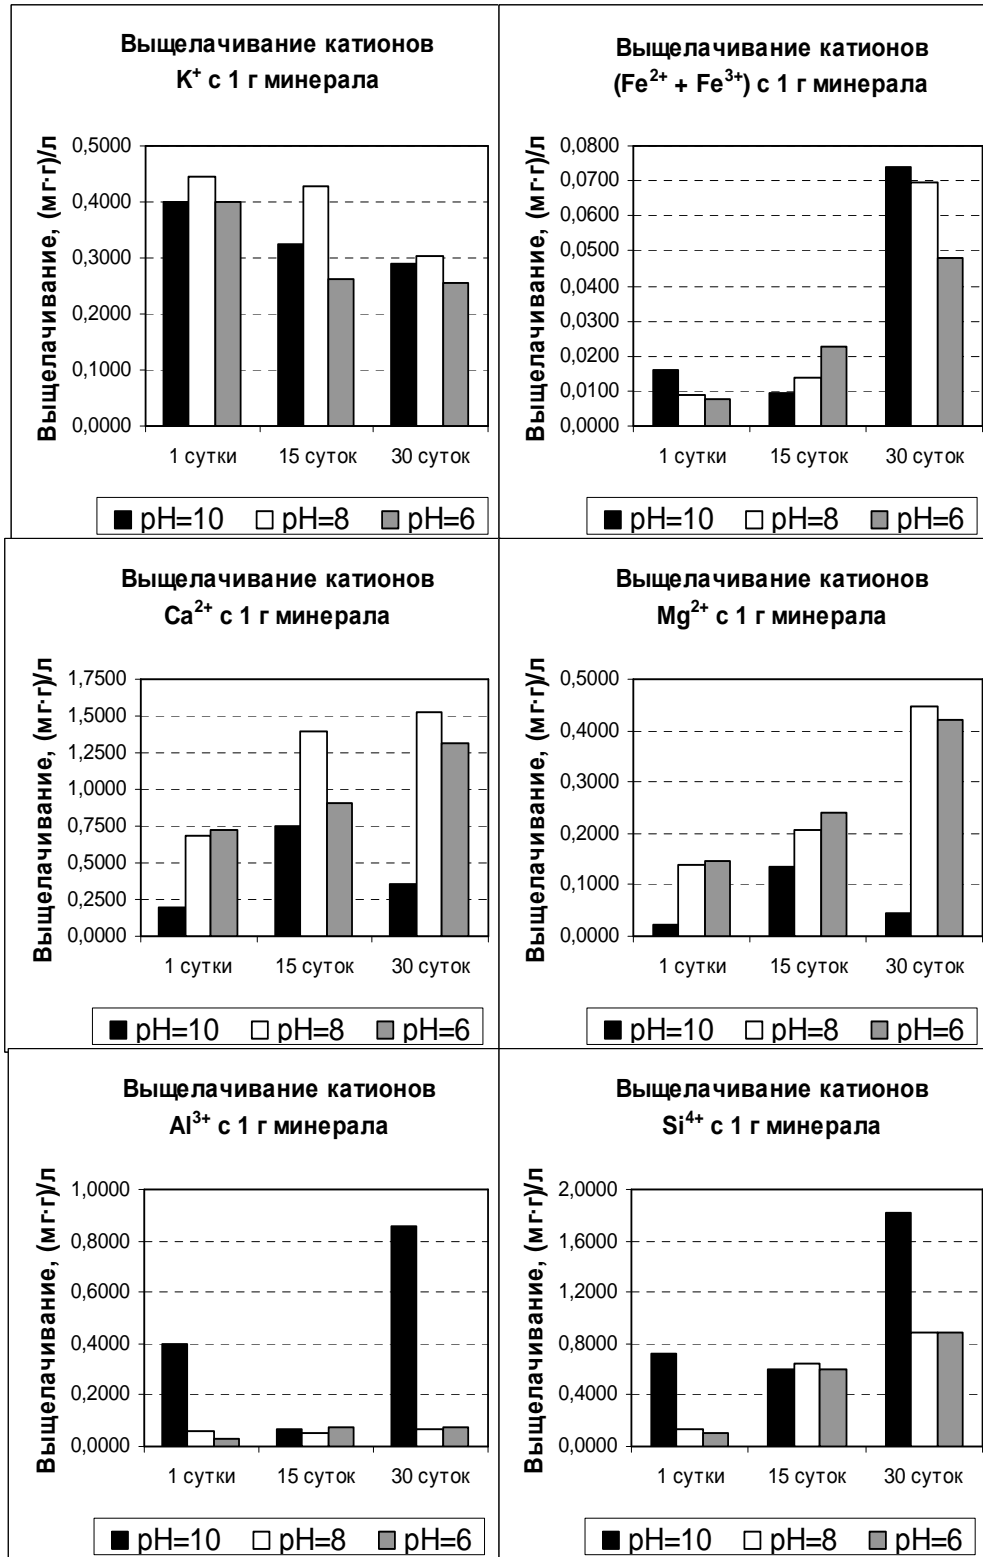 Выщелачивание катионов
K⁺ с 1 г минерала
Выщелачивание, (мг·г)/л
0,5000
0,4000
0,3000
0,2000
0,1000
0,0000
1 сутки 15 суток 30 суток
pH=10 pH=8 pH=6
Выщелачивание катионов
(Fe²⁺ + Fe³⁺) с 1 г минерала
Выщелачивание, (мг·г)/л
0,0800
0,0700
0,0600
0,0500
0,0400
0,0300
0,0200
0,0100
0,0000
1 сутки 15 суток 30 суток
pH=10 pH=8 pH=6
Выщелачивание катионов
Ca²⁺ с 1 г минерала
Выщелачивание, (мг·г)/л
1,7500
1,5000
1,2500
1,0000
0,7500
0,5000
0,2500
0,0000
1 сутки 15 суток 30 суток
pH=10 pH=8 pH=6
Выщелачивание катионов
Mg²⁺ с 1 г минерала
Выщелачивание, (мг·г)/л
0,5000
0,4000
0,3000
0,2000
0,1000
0,0000
1 сутки 15 суток 30 суток
pH=10 pH=8 pH=6
Выщелачивание катионов
Al³⁺ с 1 г минерала
Выщелачивание, (мг·г)/л
1,0000
0,8000
0,6000
0,4000
0,2000
0,0000
1 сутки 15 суток 30 суток
pH=10 pH=8 pH=6
Выщелачивание катионов
Si⁴⁺ с 1 г минерала
Выщелачивание, (мг·г)/л
2,0000
1,6000
1,2000
0,8000
0,4000
0,0000
1 сутки 15 суток 30 суток
pH=10 pH=8 pH=6